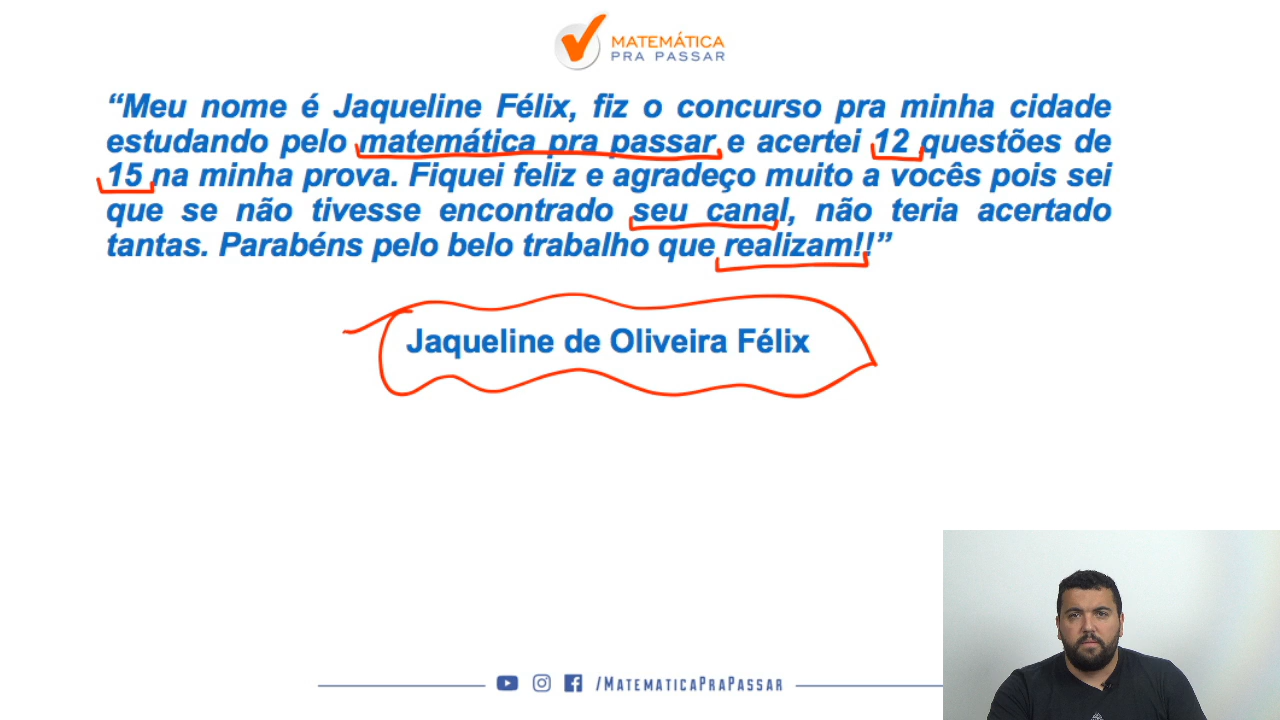 MATEMÁTICA
PRA PASSAR
“Meu nome é Jaqueline Félix, fiz o concurso pra minha cidade
estudando pelo matemática pra passar e acertei 12 questões de
15 na minha prova. Fiquei feliz e agradeço muito a vocês pois sei
que se não tivesse encontrado seu canal, não teria acertado
tantas. Parabéns pelo belo trabalho que realizam!!”
Jaqueline de Oliveira Félix
/MATEMATICAPRAPASSAR